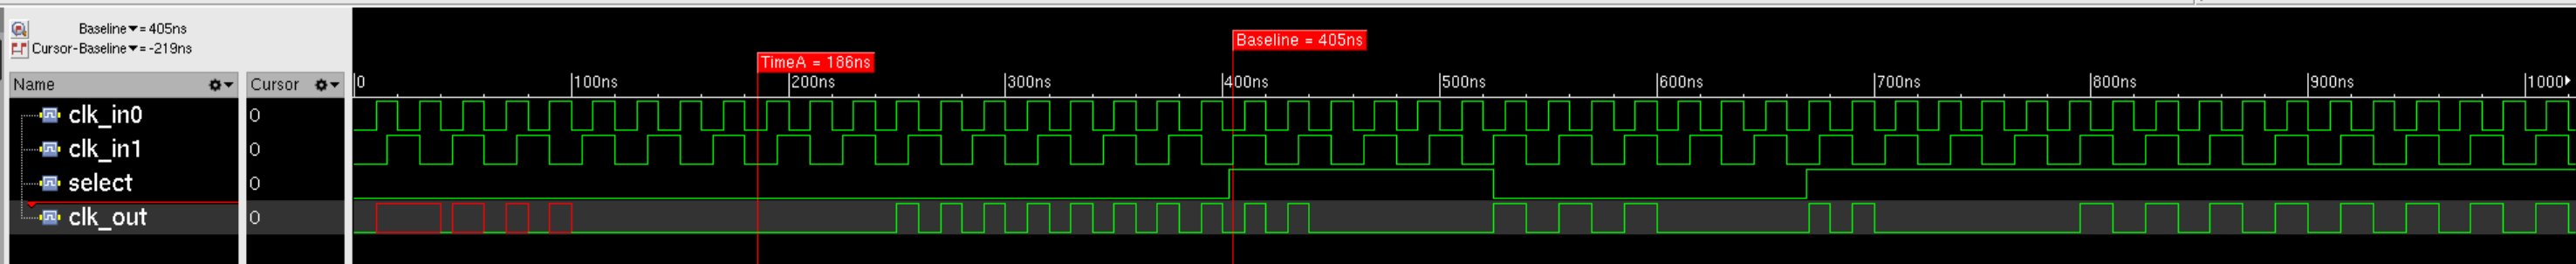 Baseline▼= 405ns
Cursor-Baseline▼= -219ns
Baseline = 405ns
TimeA = 186ns
Name Cursor 0 100ns 200ns 300ns 400ns 500ns 600ns 700ns 800ns 900ns 1000
clk_in0 0
clk_in1 0
select 0
clk_out 0